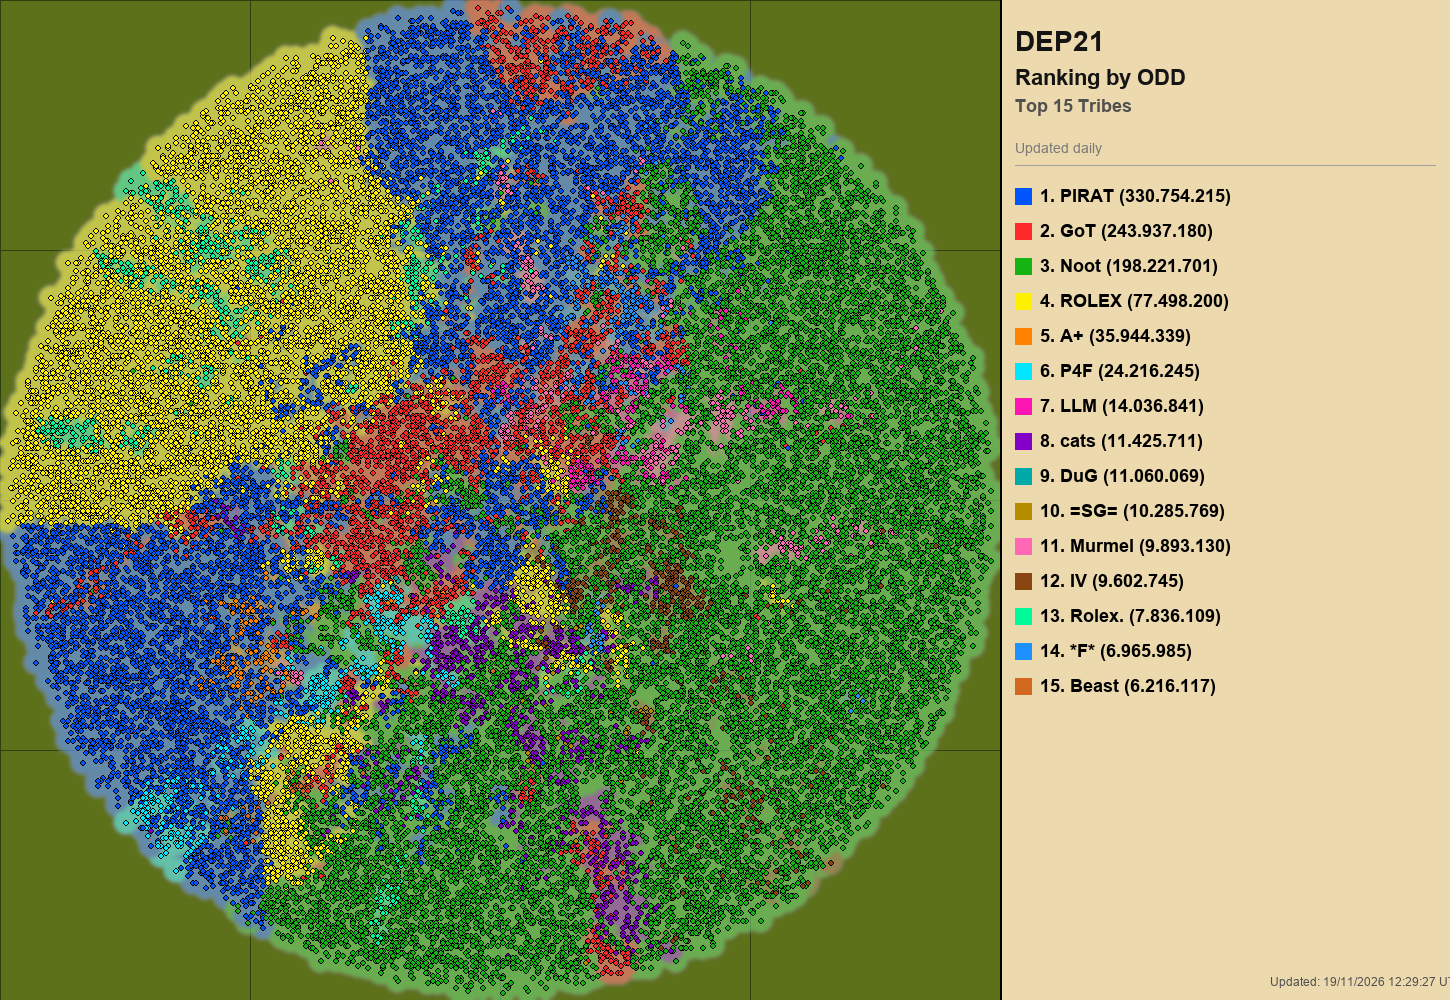 DEP21
Ranking by ODD
Top 15 Tribes
Updated daily
1. PIRAT (330.754.215)
2. GoT (243.937.180)
3. Noot (198.221.701)
4. ROLEX (77.498.200)
5. A+ (35.944.339)
6. P4F (24.216.245)
7. LLM (14.036.841)
8. cats (11.425.711)
9. DuG (11.060.069)
10. =SG= (10.285.769)
11. Murmel (9.893.130)
12. IV (9.602.745)
13. Rolex. (7.836.109)
14. *F* (6.965.985)
15. Beast (6.216.117)
Updated: 19/11/2026 12:29:27 U